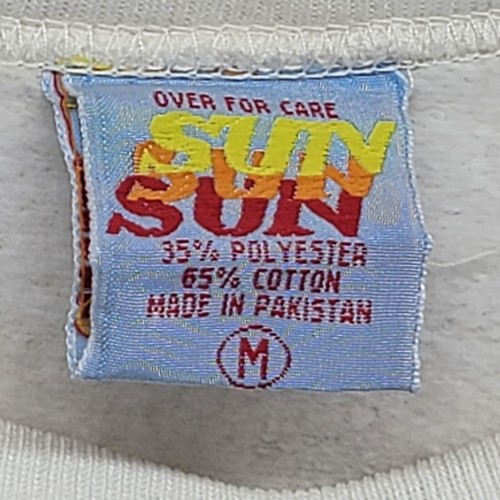 OVER FOR CARE
SUN
SUN
SUN
35% POLYESTER
65% COTTON
MADE IN PAKISTAN
M